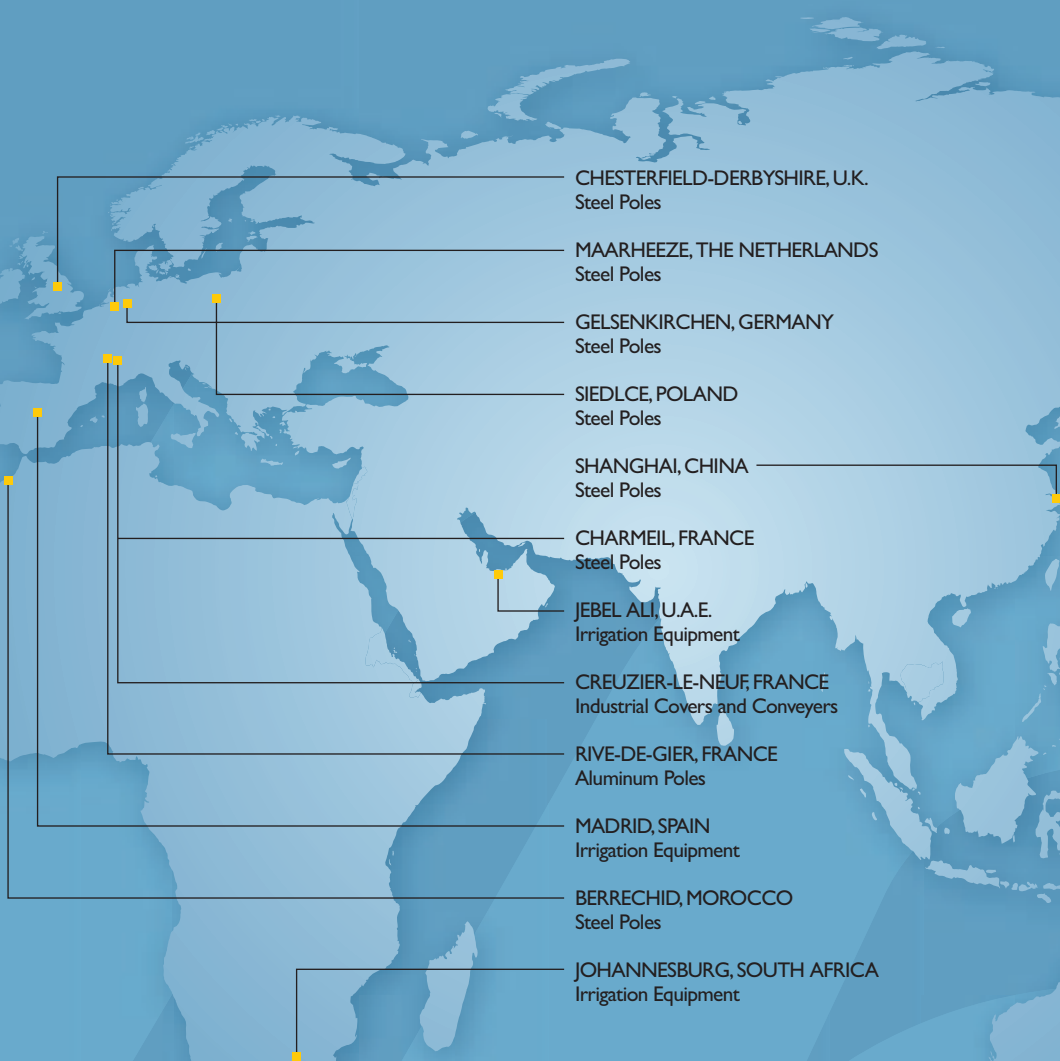 CHESTERFIELD-DERBYSHIRE, U.K.
Steel Poles
MAARHEEZE, THE NETHERLANDS
Steel Poles
GELSENKIRCHEN, GERMANY
Steel Poles
SIEDLCE, POLAND
Steel Poles
SHANGHAI, CHINA
Steel Poles
CHARMEIL, FRANCE
Steel Poles
JEBEL ALI, U.A.E.
Irrigation Equipment
CREUZIER-LE-NEUF, FRANCE
Industrial Covers and Conveyers
RIVE-DE-GIER, FRANCE
Aluminum Poles
MADRID, SPAIN
Irrigation Equipment
BERRECHID, MOROCCO
Steel Poles
JOHANNESBURG, SOUTH AFRICA
Irrigation Equipment